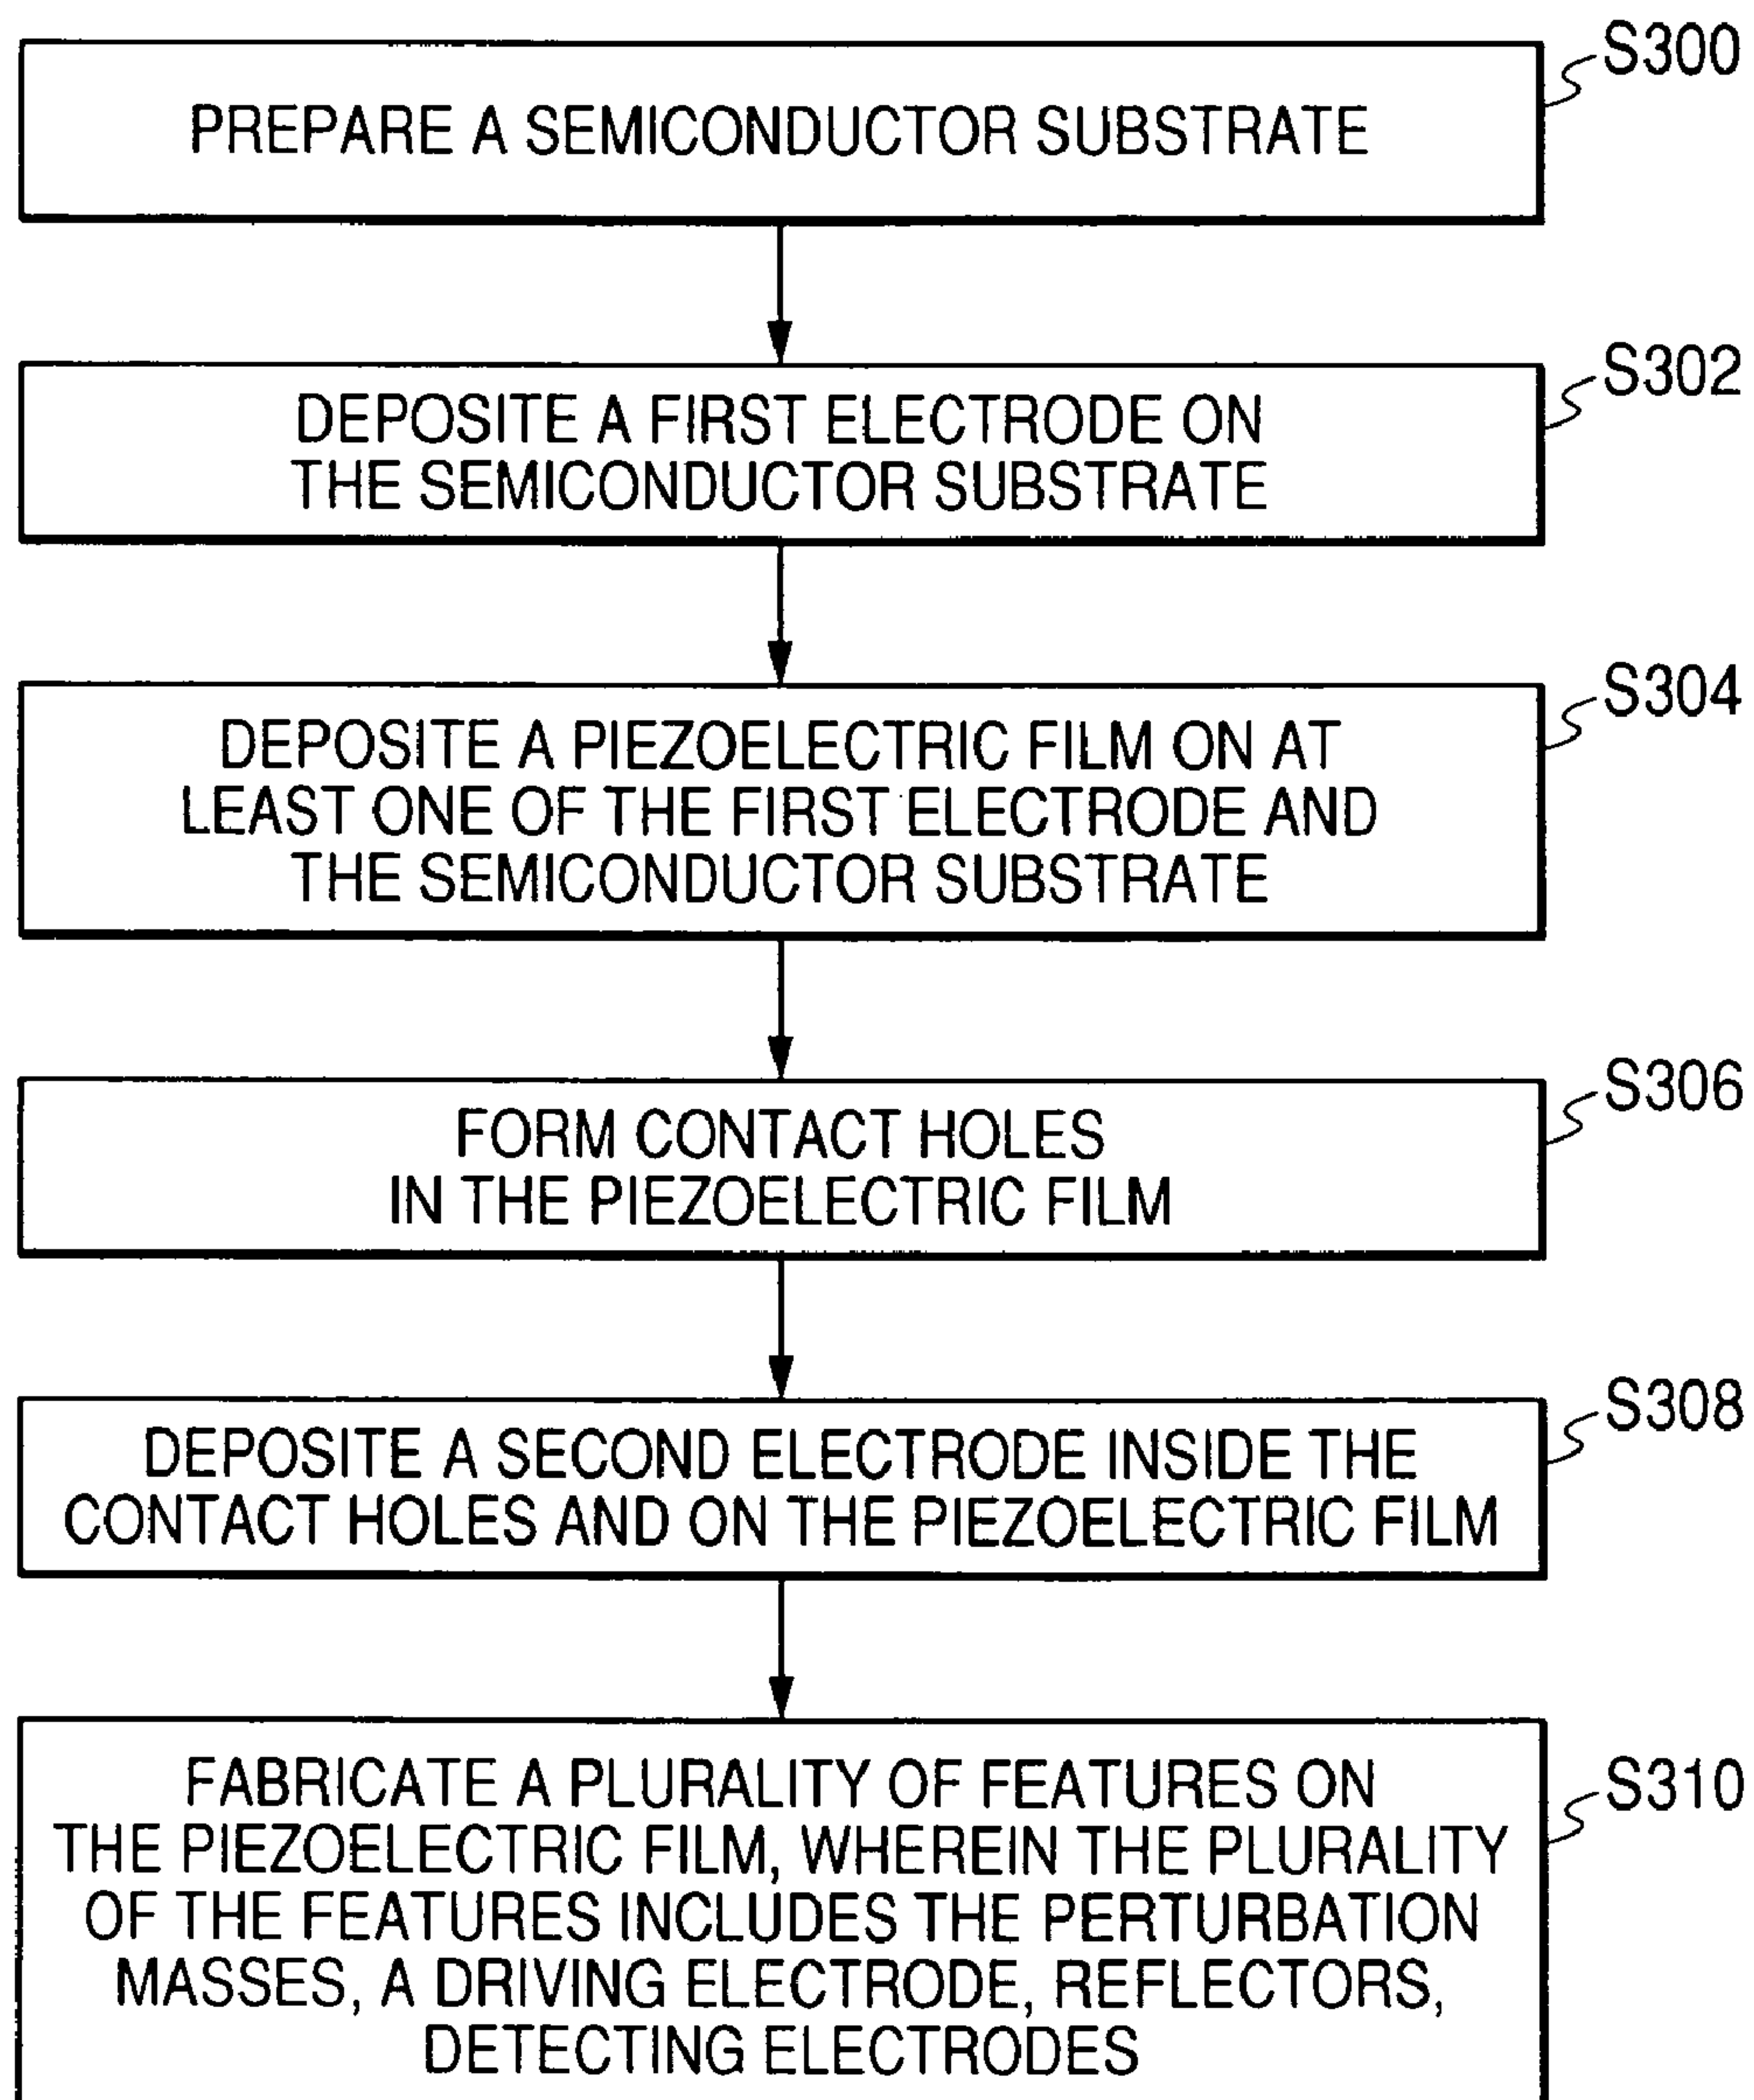 S300
PREPARE A SEMICONDUCTOR SUBSTRATE
S302
DEPOSITE A FIRST ELECTRODE ON
THE SEMICONDUCTOR SUBSTRATE
S304
DEPOSITE A PIEZOELECTRIC FILM ON AT
LEAST ONE OF THE FIRST ELECTRODE AND
THE SEMICONDUCTOR SUBSTRATE
S306
FORM CONTACT HOLES
IN THE PIEZOELECTRIC FILM
S308
DEPOSITE A SECOND ELECTRODE INSIDE THE
CONTACT HOLES AND ON THE PIEZOELECTRIC FILM
S310
FABRICATE A PLURALITY OF FEATURES ON
THE PIEZOELECTRIC FILM, WHEREIN THE PLURALITY
OF THE FEATURES INCLUDES THE PERTURBATION
MASSES, A DRIVING ELECTRODE, REFLECTORS,
DETECTING ELECTRODES